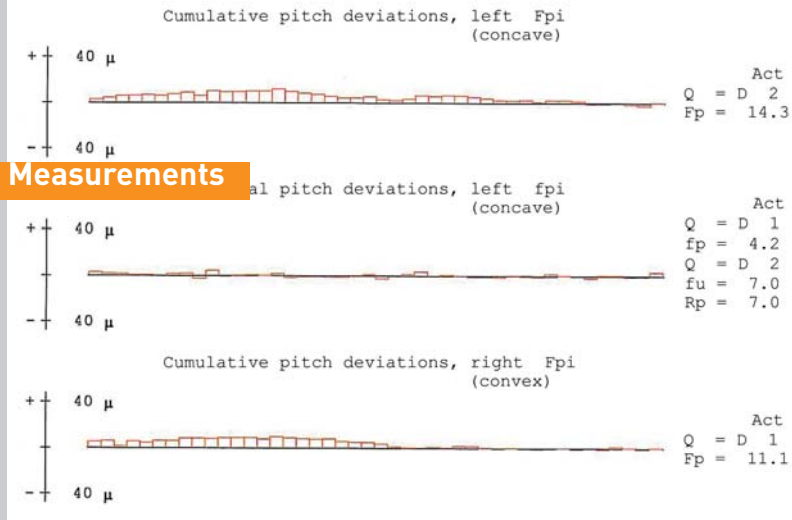 Cumulative pitch deviations, left Fpi
(concave)
+ 40 μ
Act
Q = D 2
Fp = 14.3
- 40 μ
Measurements
al pitch deviations, left fpi
(concave)
Act
+ 40 μ
Q = D 1
fp = 4.2
Q = D 2
fu = 7.0
Rp = 7.0
- 40 μ
Cumulative pitch deviations, right Fpi
(convex)
+ 40 μ
Act
Q = D 1
Fp = 11.1
- 40 μ